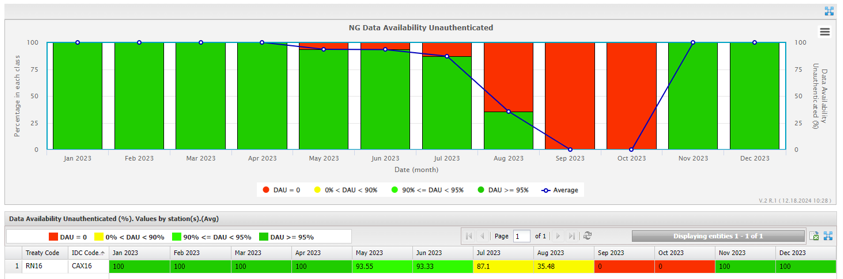 NG Data Availability Unauthenticated
100 100
75 75
50 50
25 25
0 0
Percentage in each class
Data Availability
Unauthenticated (%)
Jan 2023 Feb 2023 Mar 2023 Apr 2023 May 2023 Jun 2023 Jul 2023 Aug 2023 Sep 2023 Oct 2023 Nov 2023 Dec 2023
Date (month)
DAU = 0 0% < DAU < 90% 90% <= DAU < 95% DAU >= 95% Average
V.2 R.1 ( 12.18.2024 10:28 )
Data Availability Unauthenticated (%). Values by station(s).(Avg)
DAU = 0 0% < DAU < 90% 90% <= DAU < 95% DAU >= 95% Page 1 of 1 Displaying entities 1 - 1 of 1
Treaty Code IDC Code Jan 2023 Feb 2023 Mar 2023 Apr 2023 May 2023 Jun 2023 Jul 2023 Aug 2023 Sep 2023 Oct 2023 Nov 2023 Dec 2023
1 RN16 CAX16 100 100 100 100 93.55 93.33 87.1 35.48 0 0 100 100